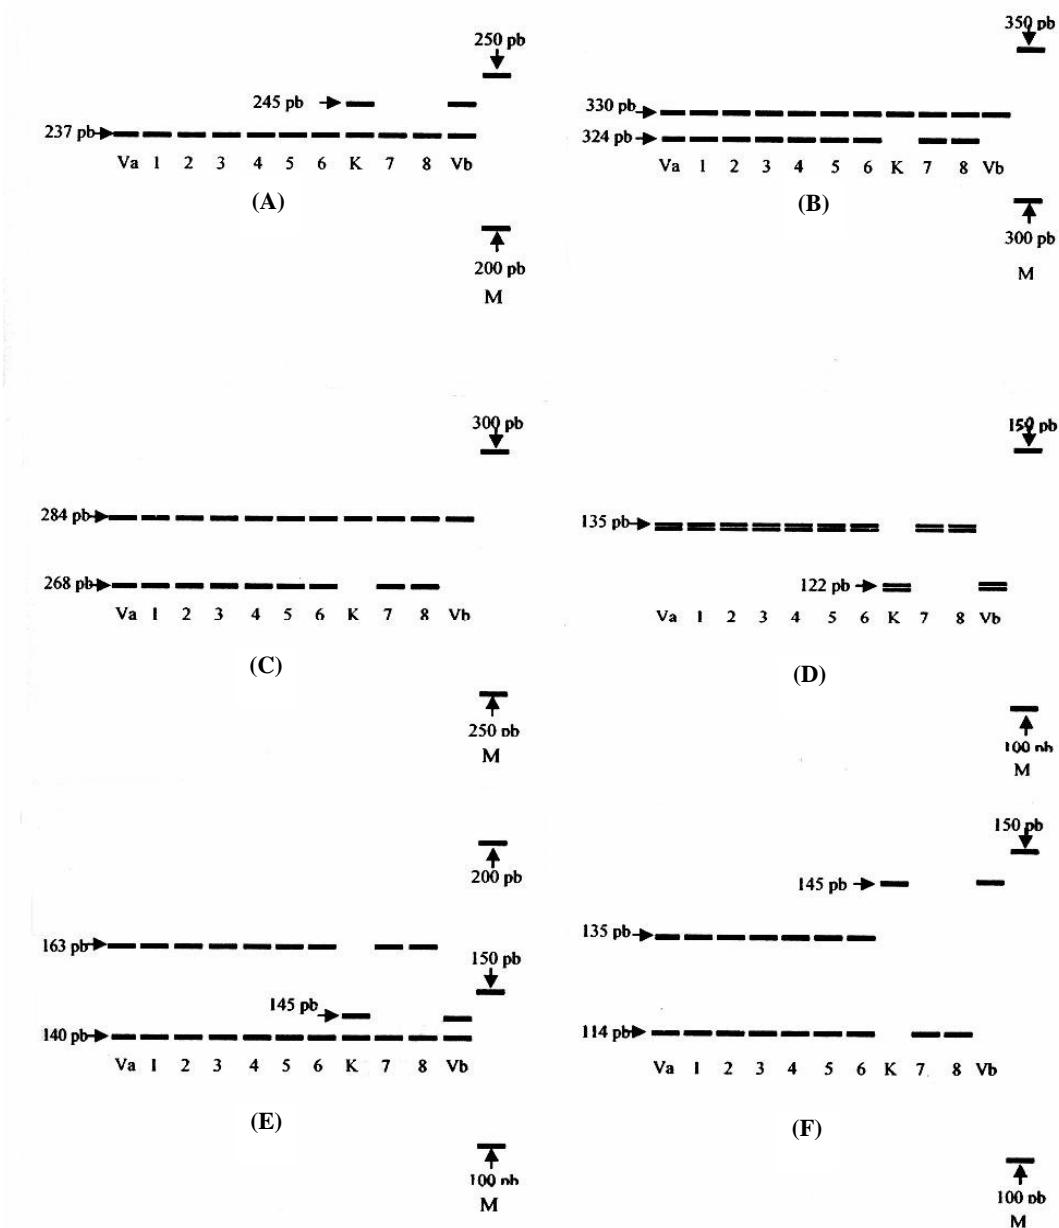 250 pb
245 pb
237 pb
Va 1 2 3 4 5 6 K 7 8 Vb
(A)
200 pb
M
350 pb
330 pb
324 pb
Va 1 2 3 4 5 6 K 7 8 Vb
(B)
300 pb
M
300 pb
284 pb
268 pb
Va 1 2 3 4 5 6 K 7 8 Vb
(C)
250 pb
M
150 pb
135 pb
122 pb
Va 1 2 3 4 5 6 K 7 8 Vb
(D)
100 pb
M
200 pb
163 pb
150 pb
145 pb
140 pb
Va 1 2 3 4 5 6 K 7 8 Vb
(E)
100 pb
M
150 pb
145 pb
135 pb
114 pb
Va 1 2 3 4 5 6 K 7 8 Vb
(F)
100 pb
M